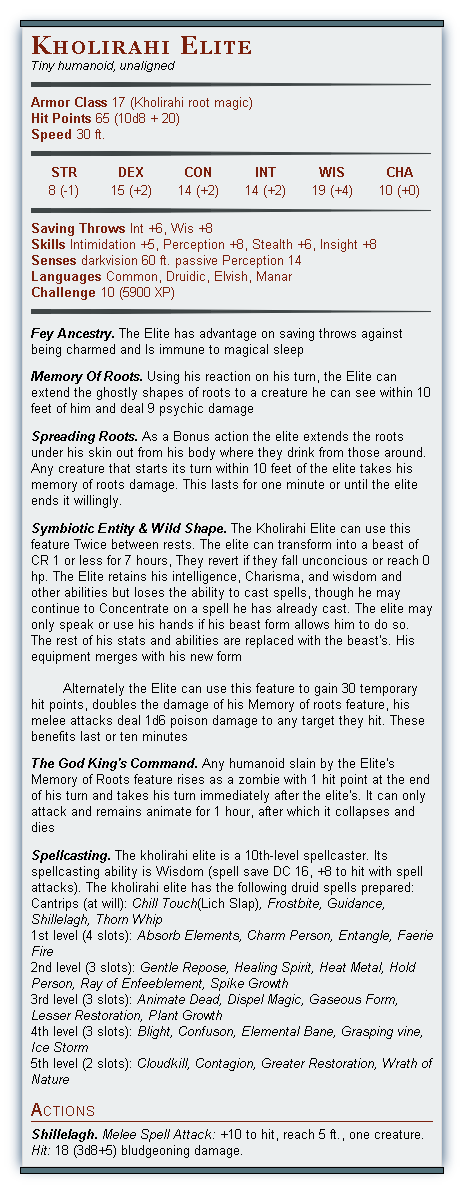 Kholirahi Elite
Tiny humanoid, unaligned
Armor Class 17 (Kholirahi root magic)
Hit Points 65 (10d8 + 20)
Speed 30 ft.
STR DEX CON INT WIS CHA
8 (-1) 15 (+2) 14 (+2) 14 (+2) 19 (+4) 10 (+0)
Saving Throws Int +6, Wis +8
Skills Intimidation +5, Perception +8, Stealth +6, Insight +8
Senses darkvision 60 ft. passive Perception 14
Languages Common, Druidic, Elvish, Manar
Challenge 10 (5900 XP)
Fey Ancestry. The Elite has advantage on saving throws against
being charmed and Is immune to magical sleep
Memory Of Roots. Using his reaction on his turn, the Elite can
extend the ghostly shapes of roots to a creature he can see within 10
feet of him and deal 9 psychic damage
Spreading Roots. As a Bonus action the elite extends the roots
under his skin out from his body where they drink from those around.
Any creature that starts its turn within 10 feet of the elite takes his
memory of roots damage. This lasts for one minute or until the elite
ends it willingly.
Symbiotic Entity & Wild Shape. The Kholirahi Elite can use this
feature Twice between rests. The elite can transform into a beast of
CR 1 or less for 7 hours, They revert if they fall unconcious or reach 0
hp. The Elite retains his intelligence, Charisma, and wisdom and
other abilities but loses the ability to cast spells, though he may
continue to Concentrate on a spell he has already cast. The elite may
only speak or use his hands if his beast form allows him to do so.
The rest of his stats and abilities are replaced with the beast's. His
equipment merges with his new form
Alternately the Elite can use this feature to gain 30 temporary
hit points, doubles the damage of his Memory of roots feature, his
melee attacks deal 1d6 poison damage to any target they hit. These
benefits last or ten minutes
The God King's Command. Any humanoid slain by the Elite's
Memory of Roots feature rises as a zombie with 1 hit point at the end
of his turn and takes his turn immediately after the elite's. It can only
attack and remains animate for 1 hour, after which it collapses and
dies
Spellcasting. The kholirahi elite is a 10th-level spellcaster. Its
spellcasting ability is Wisdom (spell save DC 16, +8 to hit with spell
attacks). The kholirahi elite has the following druid spells prepared:
Cantrips (at will): Chill Touch(Lich Slap), Frostbite, Guidance,
Shillelagh, Thorn Whip
1st level (4 slots): Absorb Elements, Charm Person, Entangle, Faerie
Fire
2nd level (3 slots): Gentle Repose, Healing Spirit, Heat Metal, Hold
Person, Ray of Enfeeblement, Spike Growth
3rd level (3 slots): Animate Dead, Dispel Magic, Gaseous Form,
Lesser Restoration, Plant Growth
4th level (3 slots): Blight, Confuson, Elemental Bane, Grasping vine,
Ice Storm
5th level (2 slots): Cloudkill, Contagion, Greater Restoration, Wrath of
Nature
Actions
Shillelagh. Melee Spell Attack: +10 to hit, reach 5 ft., one creature.
Hit: 18 (3d8+5) bludgeoning damage.